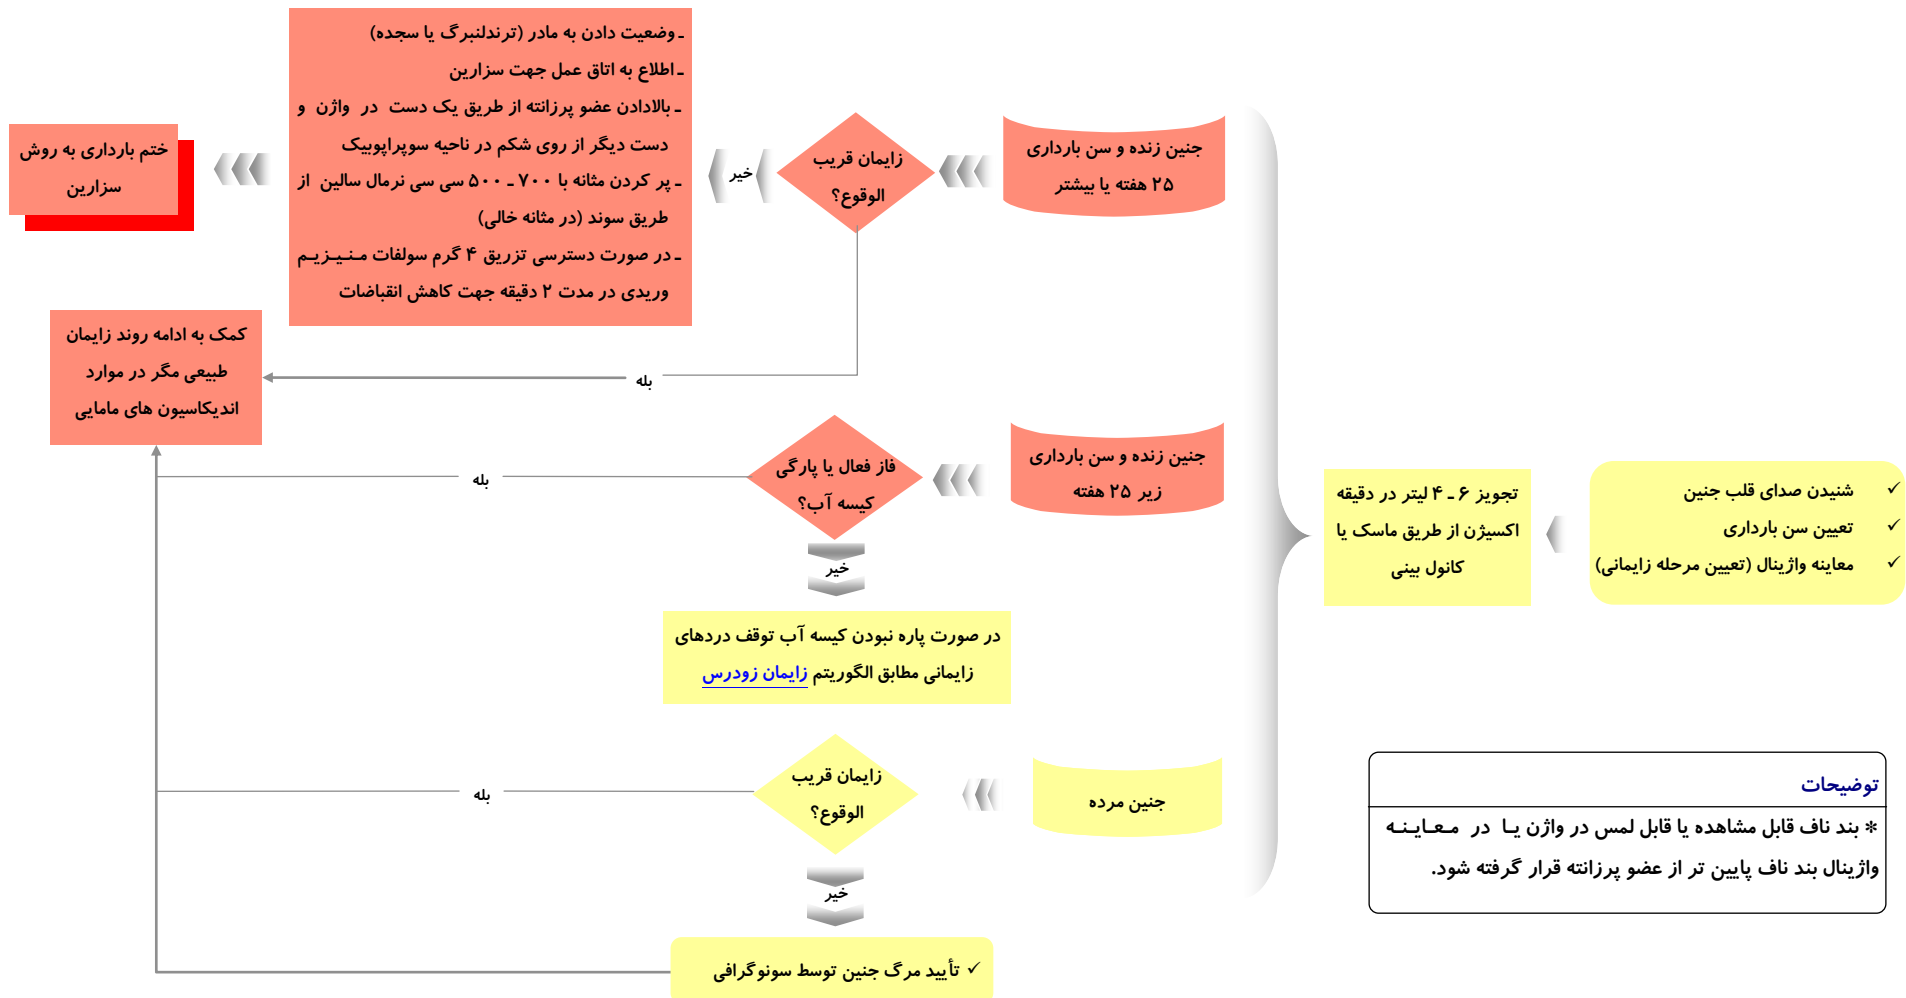 شنیدن صدای قلب جنین
تعیین سن بارداری
معاینه واژینال (تعیین مرحله زایمانی)
تجویز ۶ ـ ۴ لیتر در دقیقه
اکسیژن از طریق ماسک یا
کانول بینی
جنین زنده و سن بارداری
۲۵ هفته یا بیشتر
زایمان قریب
الوقوع؟
خیر
ـ وضعیت دادن به مادر (ترندلنبرگ یا سجده)
ـ اطلاع به اتاق عمل جهت سزارین
ـ بالادادن عضو پرزانته از طریق یک دست در واژن و
دست دیگر از روی شکم در ناحیه سوپراپوبیک
ـ پر کردن مثانه با ۷۰۰ ـ ۵۰۰ سی سی نرمال سالین از
طریق سوند (در مثانه خالی)
ـ در صورت دسترسی تزریق ۴ گرم سولفات منیزیم
وریدی در مدت ۲ دقیقه جهت کاهش انقباضات
ختم بارداری به روش
سزارین
بله
کمک به ادامه روند زایمان
طبیعی مگر در موارد
اندیکاسیون های مامایی
جنین زنده و سن بارداری
زیر ۲۵ هفته
فاز فعال یا پارگی
کیسه آب؟
بله
خیر
در صورت پاره نبودن کیسه آب توقف دردهای
زایمانی مطابق الگوریتم زایمان زودرس
جنین مرده
زایمان قریب
الوقوع؟
بله
خیر
✓ تأیید مرگ جنین توسط سونوگرافی
توضیحات
* بند ناف قابل مشاهده یا قابل لمس در واژن یا در معاینه
واژینال بند ناف پایین تر از عضو پرزانته قرار گرفته شود.